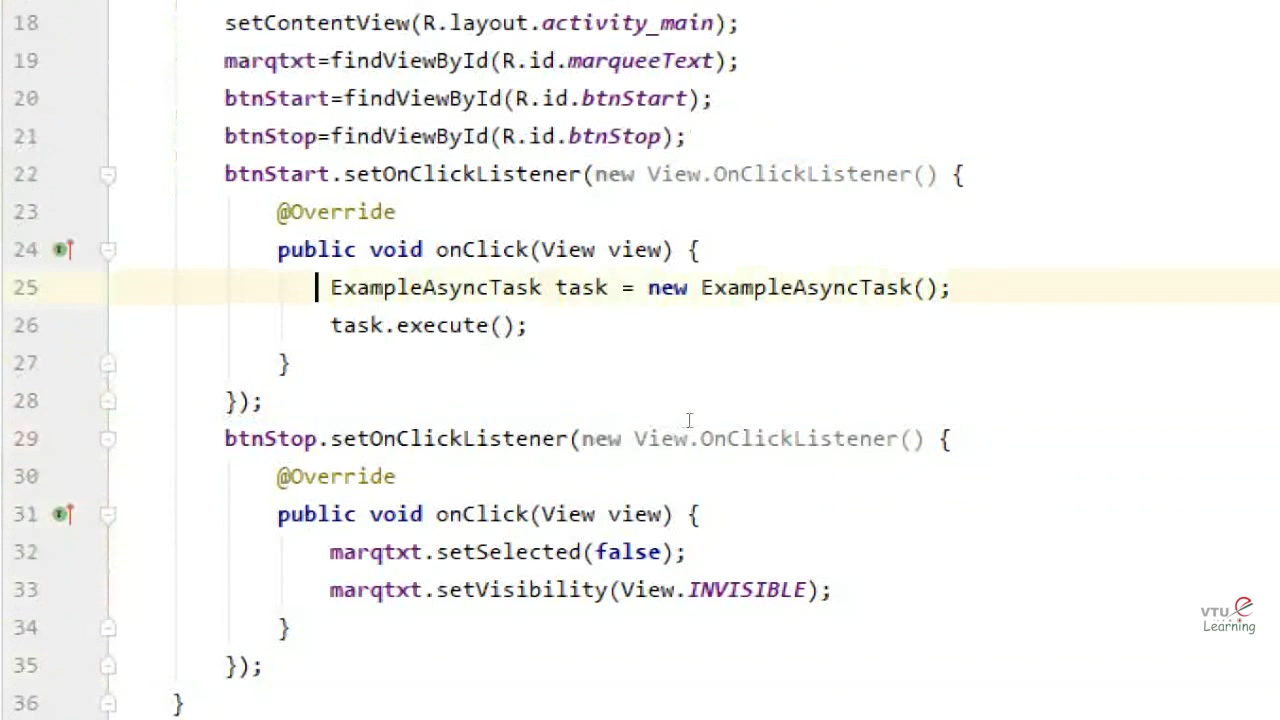 18 setContentView(R.layout.activity_main);
19 marqtxt=findViewById(R.id.marqueeText);
20 btnStart=findViewById(R.id.btnStart);
21 btnStop=findViewById(R.id.btnStop);
22 btnStart.setOnClickListener(new View.OnClickListener() {
23 @Override
24 public void onClick(View view) {
25 ExampleAsyncTask task = new ExampleAsyncTask();
26 task.execute();
27 }
28 });
29 btnStop.setOnClickListener(new View.OnClickListener() {
30 @Override
31 public void onClick(View view) {
32 marqtxt.setSelected(false);
33 marqtxt.setVisibility(View.INVISIBLE);
34 }
35 });
36 }
VTU e
Learning